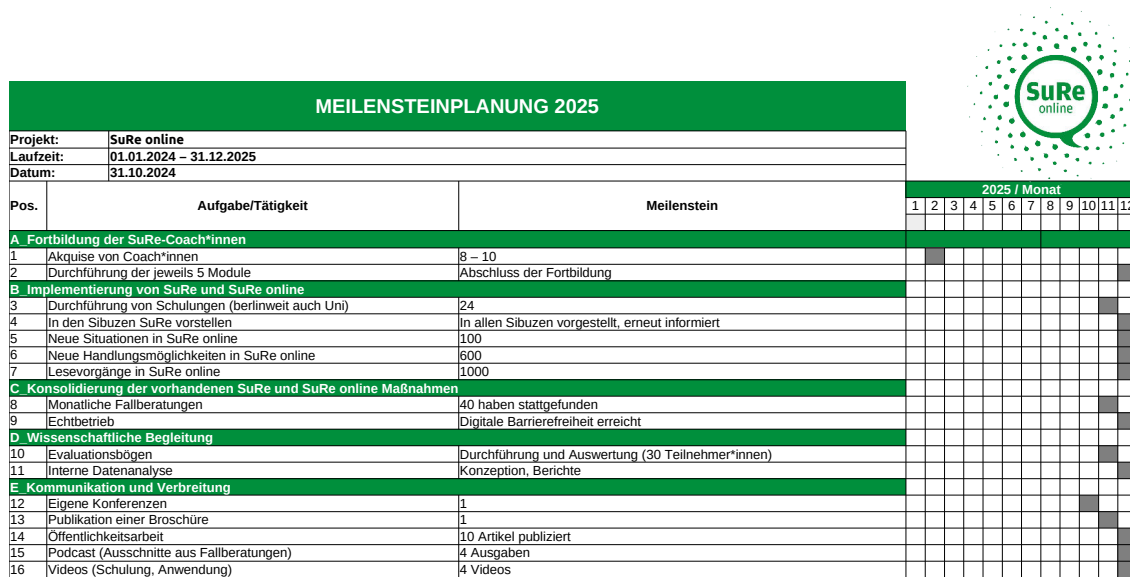 SuRe
online
MEILENSTEINPLANUNG 2025
Projekt: SuRe online
Laufzeit: 01.01.2024 – 31.12.2025
Datum: 31.10.2024
2025 / Monat
Pos. Aufgabe/Tätigkeit Meilenstein 1 2 3 4 5 6 7 8 9 10 11 12
A_Fortbildung der SuRe-Coach*innen
1 Akquise von Coach*innen 8 – 10
2 Durchführung der jeweils 5 Module Abschluss der Fortbildung
B_Implementierung von SuRe und SuRe online
3 Durchführung von Schulungen (berlinweit auch Uni) 24
4 In den Sibuzen SuRe vorstellen In allen Sibuzen vorgestellt, erneut informiert
5 Neue Situationen in SuRe online 100
6 Neue Handlungsmöglichkeiten in SuRe online 600
7 Lesevorgänge in SuRe online 1000
C_Konsolidierung der vorhandenen SuRe und SuRe online Maßnahmen
8 Monatliche Fallberatungen 40 haben stattgefunden
9 Echtbetrieb Digitale Barrierefreiheit erreicht
D_Wissenschaftliche Begleitung
10 Evaluationsbögen Durchführung und Auswertung (30 Teilnehmer*innen)
11 Interne Datenanalyse Konzeption, Berichte
E_Kommunikation und Verbreitung
12 Eigene Konferenzen 1
13 Publikation einer Broschüre 1
14 Öffentlichkeitsarbeit 10 Artikel publiziert
15 Podcast (Ausschnitte aus Fallberatungen) 4 Ausgaben
16 Videos (Schulung, Anwendung) 4 Videos